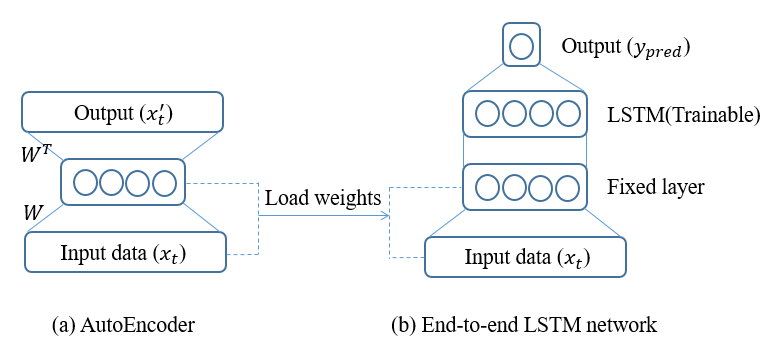 Output (y_pred)
Output (x′_t)
LSTM(Trainable)
W^T
Load weights
Fixed layer
W
Input data (x_t)
Input data (x_t)
(a) AutoEncoder
(b) End-to-end LSTM network